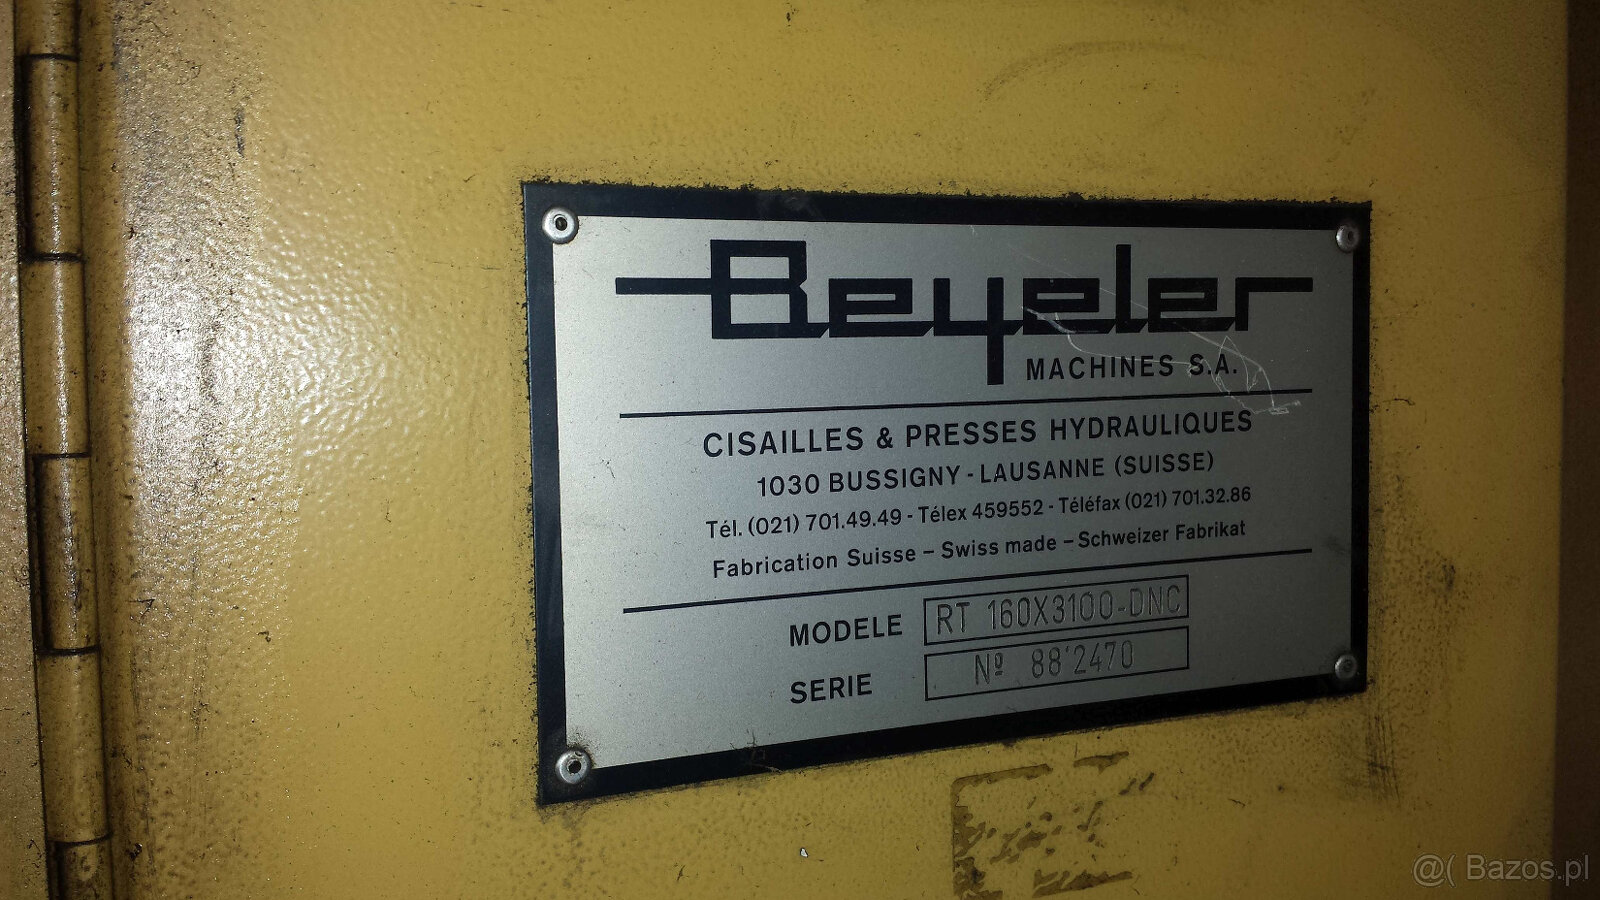 Beyeler
MACHINES S.A.
CISAILLES & PRESSES HYDRAULIQUES
1030 BUSSIGNY - LAUSANNE (SUISSE)
Tél. (021) 701.49.49 - Télex 459552 - Téléfax (021) 701.32.86
Fabrication Suisse – Swiss made – Schweizer Fabrikat
MODELE RT 160X3100-DNC
SERIE Nº 88'2470
@( Bazos.pl